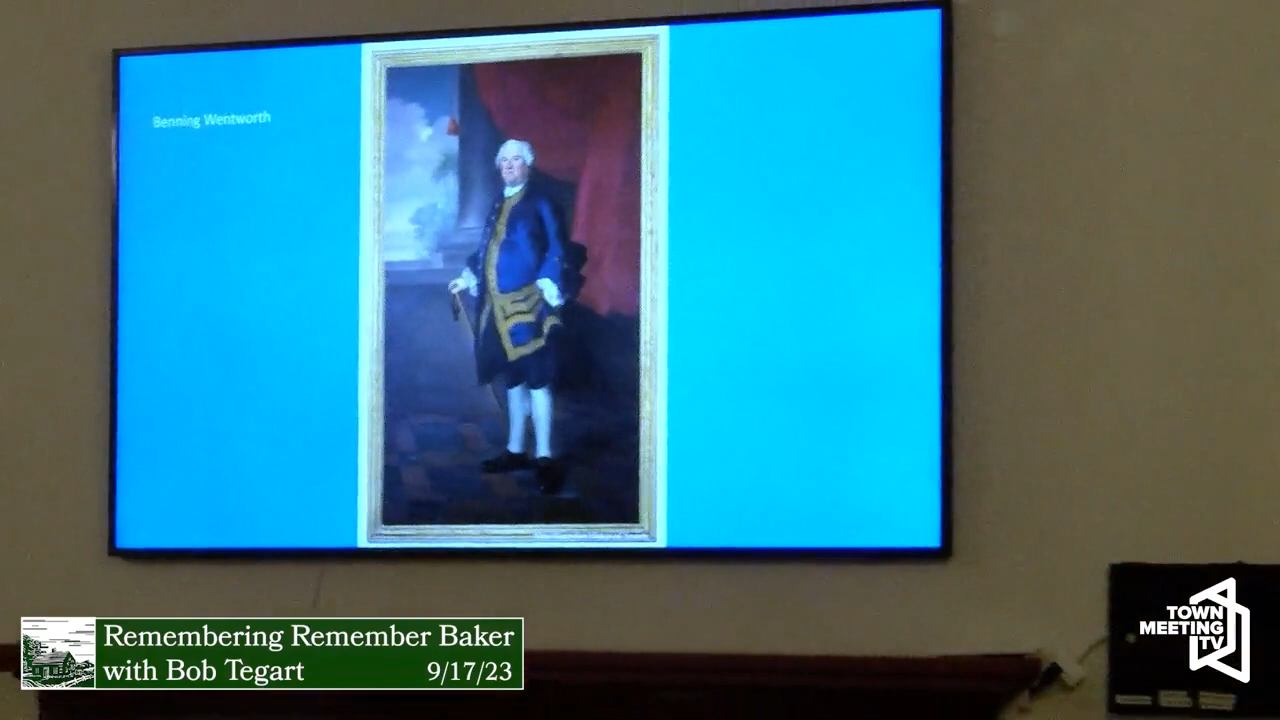 Benning Wentworth
Remembering Remember Baker
with Bob Tegart 9/17/23
TOWN
MEETING
TV